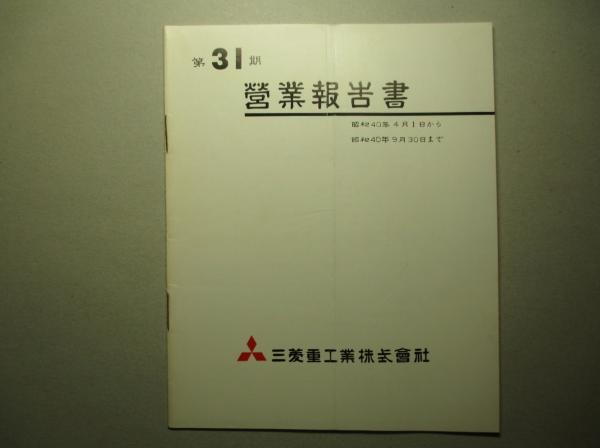 第31期
營業報告書
昭和40年4月1日から
昭和40年9月30日まで
三菱重工業株式會社